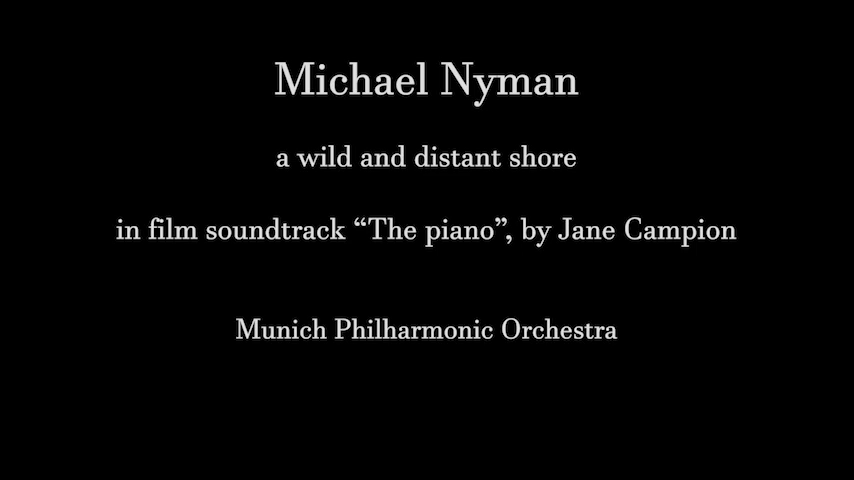 Michael Nyman
a wild and distant shore
in film soundtrack “The piano”, by Jane Campion
Munich Philharmonic Orchestra